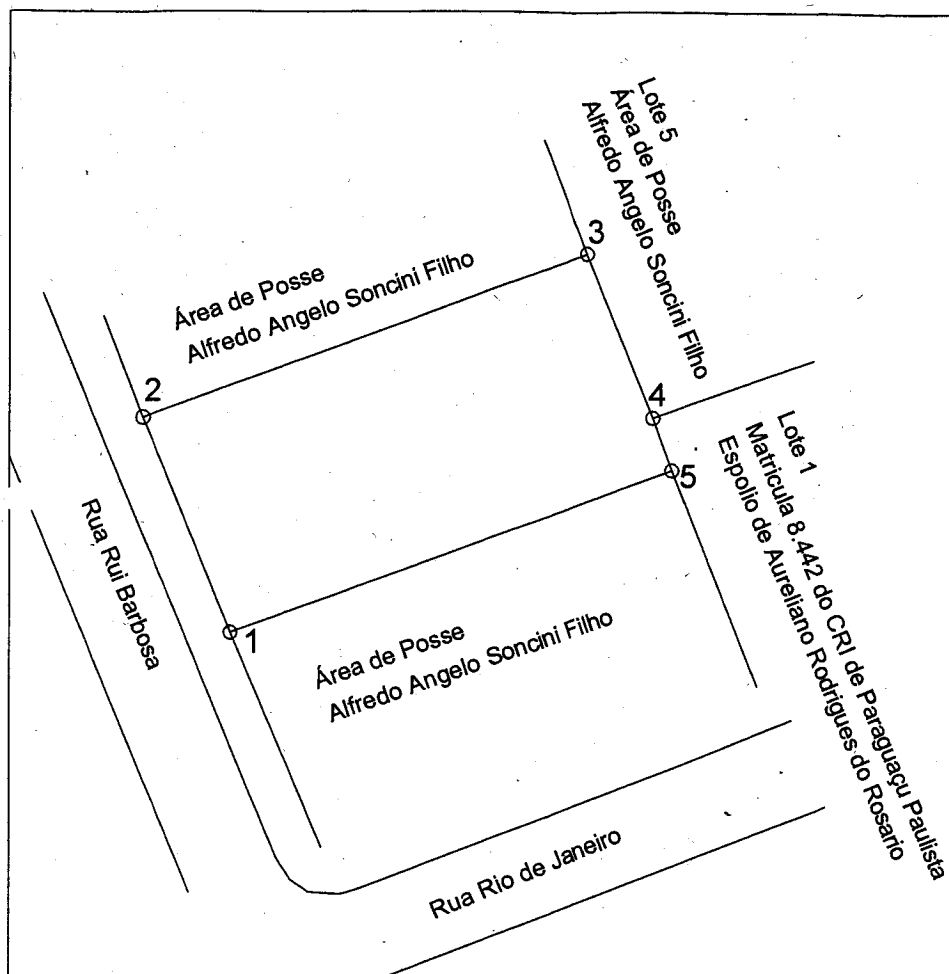 Lote 5
Área de Posse
Alfredo Angelo Soncini Filho
3
Área de Posse
Alfredo Angelo Soncini Filho
2
4
Lote 1
Matricula 8.442 do CRI de Paraguaçu Paulista
Espolio de Aureliano Rodrigues do Rosario
5
Rua Rui Barbosa
1
Área de Posse
Alfredo Angelo Soncini Filho
Rua Rio de Janeiro